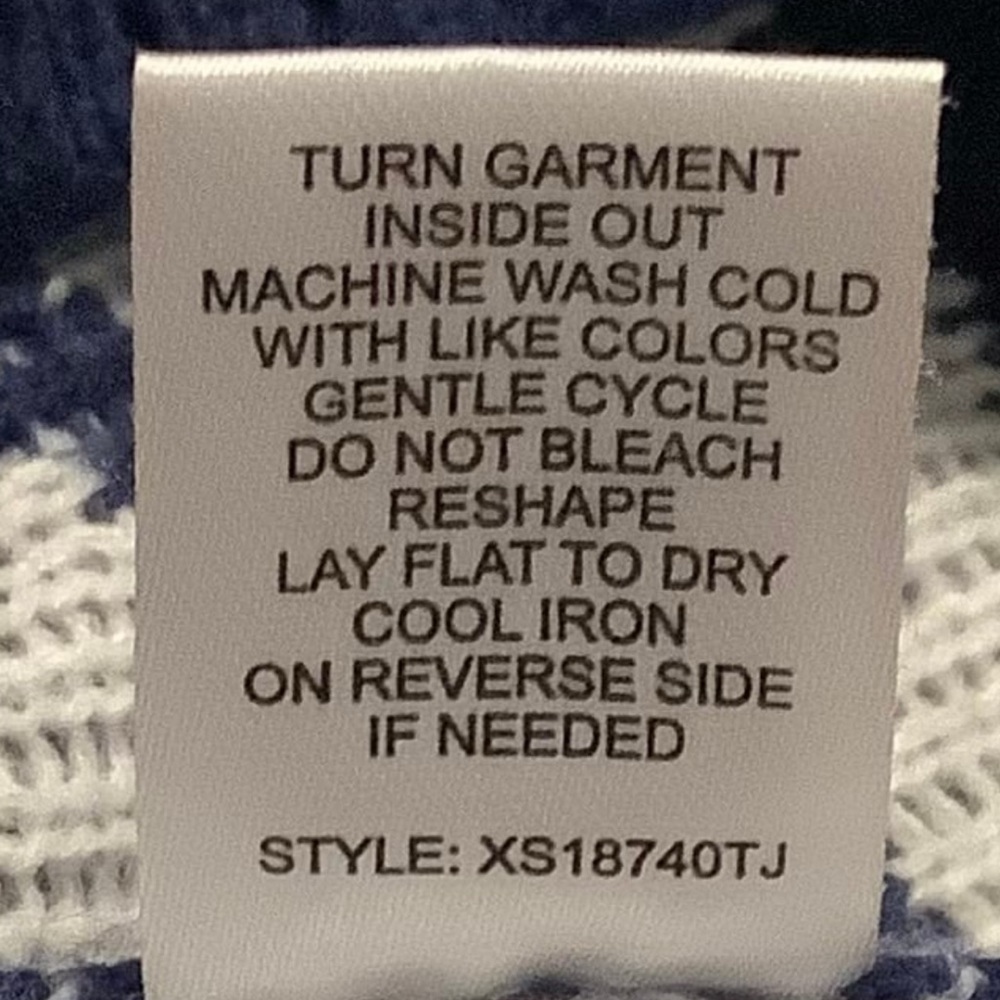 TURN GARMENT
INSIDE OUT
MACHINE WASH COLD
WITH LIKE COLORS
GENTLE CYCLE
DO NOT BLEACH
RESHAPE
LAY FLAT TO DRY
COOL IRON
ON REVERSE SIDE
IF NEEDED
STYLE: XS18740TJ